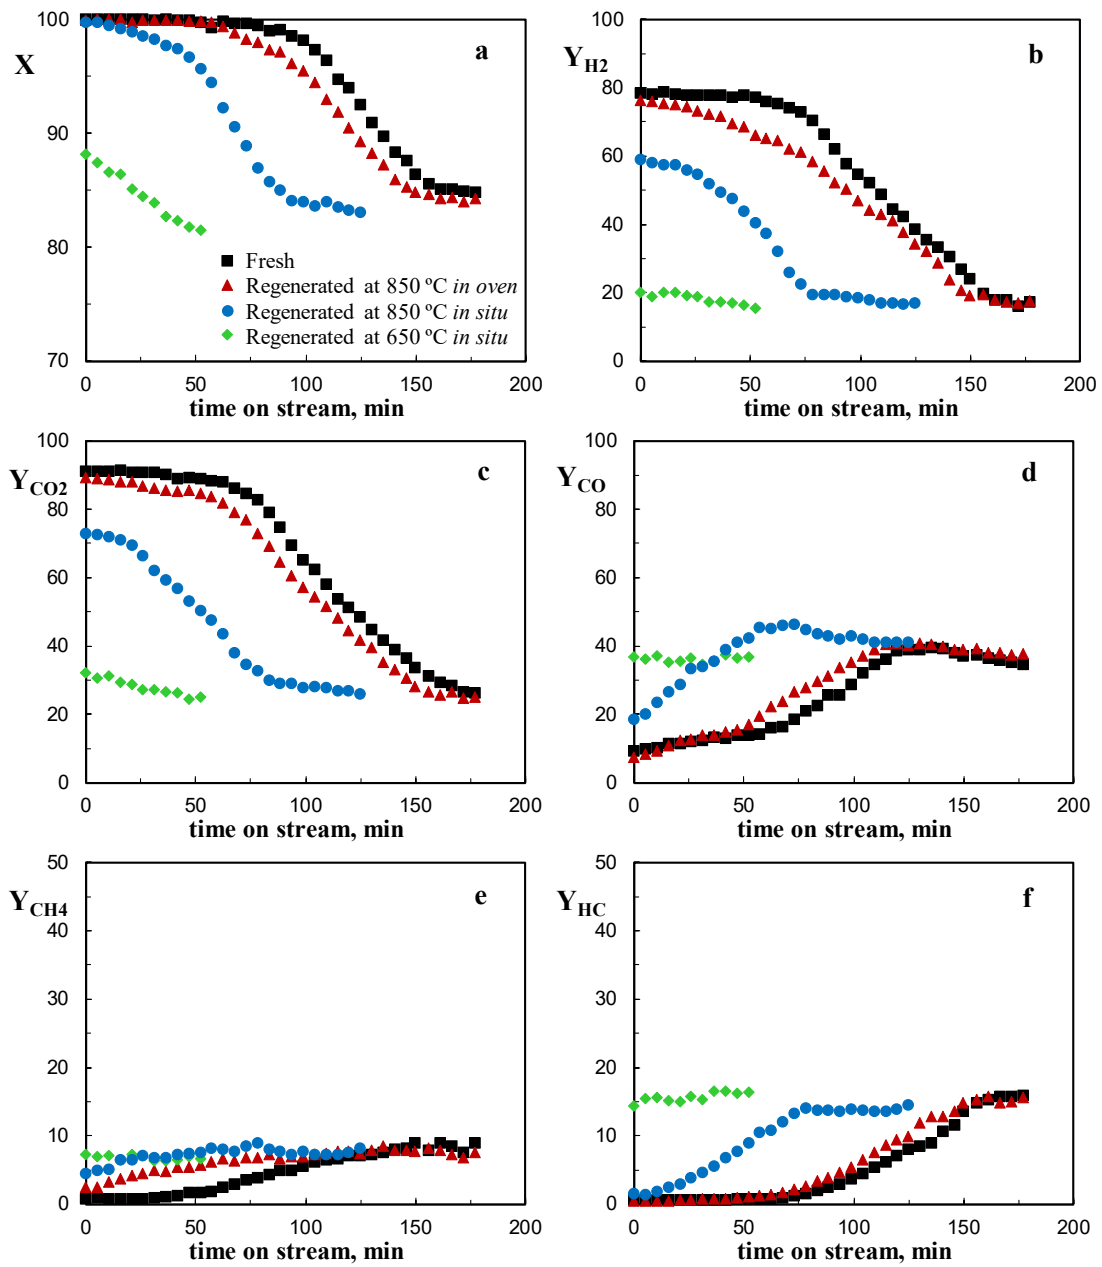 100
a
X
90
80
Fresh
Regenerated at 850 ºC in oven
Regenerated at 850 ºC in situ
Regenerated at 650 ºC in situ
70
0 50 100 150 200
time on stream, min
100
b
Y_H2
80
60
40
20
0
0 50 100 150 200
time on stream, min
100
c
Y_CO2
80
60
40
20
0
0 50 100 150 200
time on stream, min
100
d
Y_CO
80
60
40
20
0
0 50 100 150 200
time on stream, min
50
e
Y_CH4
40
30
20
10
0
0 50 100 150 200
time on stream, min
50
f
Y_HC
40
30
20
10
0
0 50 100 150 200
time on stream, min